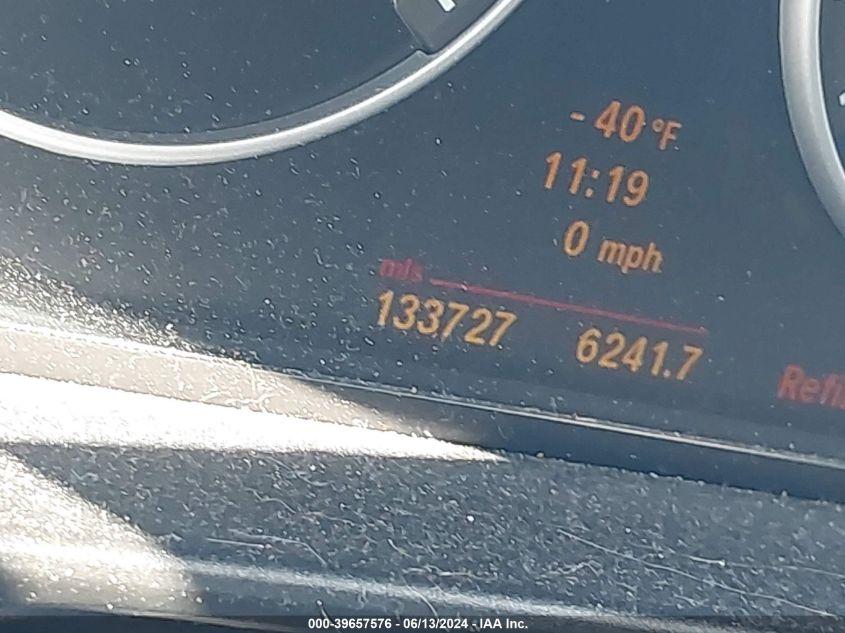 - 40 °F
11:19
0 mph
mls
133727 6241.7
000-39657576 - 06/13/2024 - IAA Inc.